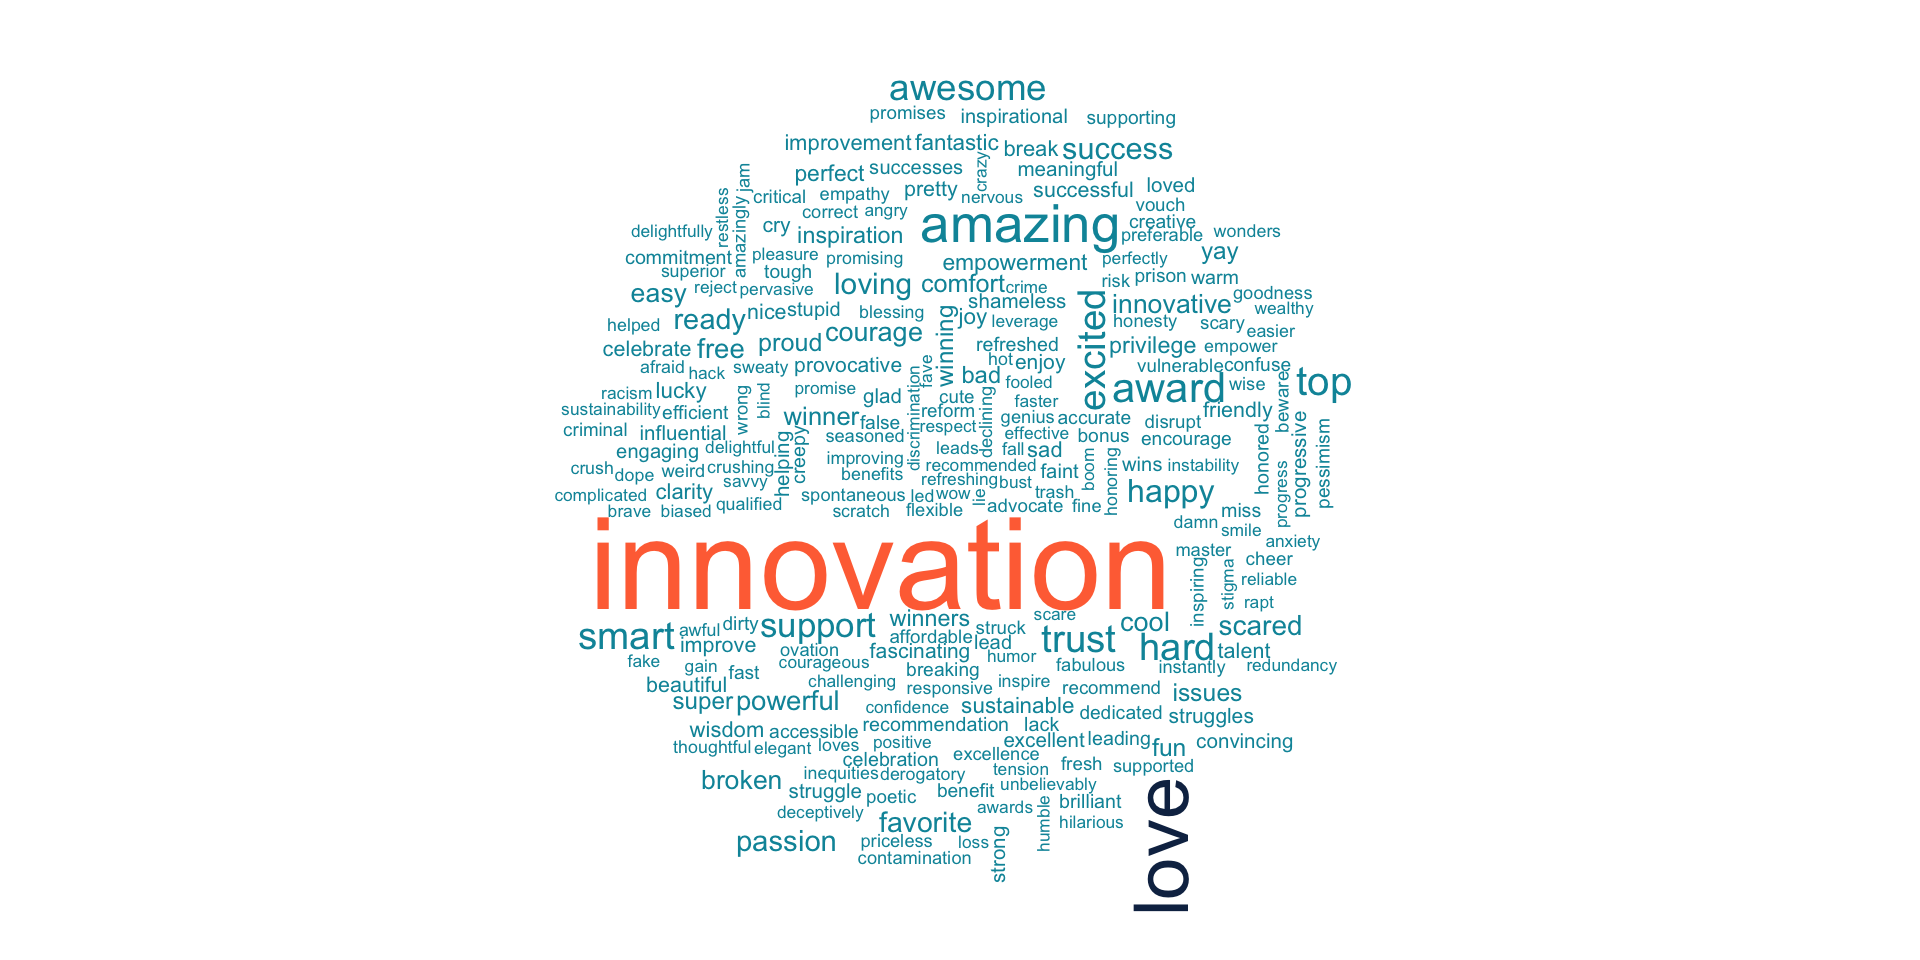 awesome
promises inspirational supporting
improvement fantastic break success
perfect successes crazy meaningful
jam critical empathy pretty nervous successful loved
restless amazingly correct angry vouch
delightfully cry inspiration amazing creative preferable wonders
commitment pleasure promising empowerment perfectly yay
superior tough loving comfort crime risk prison warm
easy reject pervasive shameless excited innovative goodness
helped ready nice stupid blessing winning joy leverage honesty scary wealthy easier
celebrate free proud courage refreshed privilege empower
afraid hack sweaty provocative fave hot enjoy vulnerable confuse
racism lucky wrong blind promise glad discrimination cute bad fooled award wise beware top
sustainability efficient winner false reform declining faster genius accurate disrupt friendly
criminal influential seasoned respect effective bonus encourage honored progressive pessimism
engaging delightful helping creepy improving leads fall sad boom honoring
crush dope weird crushing benefits recommended faint wins instability
complicated clarity savvy spontaneous led refreshing wow lie bust trash happy progress
brave biased qualified scratch flexible advocate fine miss
innovation damn smile
master anxiety
inspiring stigma cheer
reliable
rapt
smart awful dirty support winners scare trust cool scared
improve affordable struck hard talent
fake gain ovation courageous fascinating lead humor fabulous instantly redundancy
beautiful fast challenging breaking responsive inspire recommend issues
super powerful confidence sustainable dedicated struggles
wisdom accessible recommendation lack
thoughtful elegant loves positive excellent leading fun convincing
celebration excellence fresh supported
broken inequities derogatory tension
struggle poetic benefit unbelievably love
deceptively awards humble brilliant
favorite hilarious
passion priceless loss strong
contamination